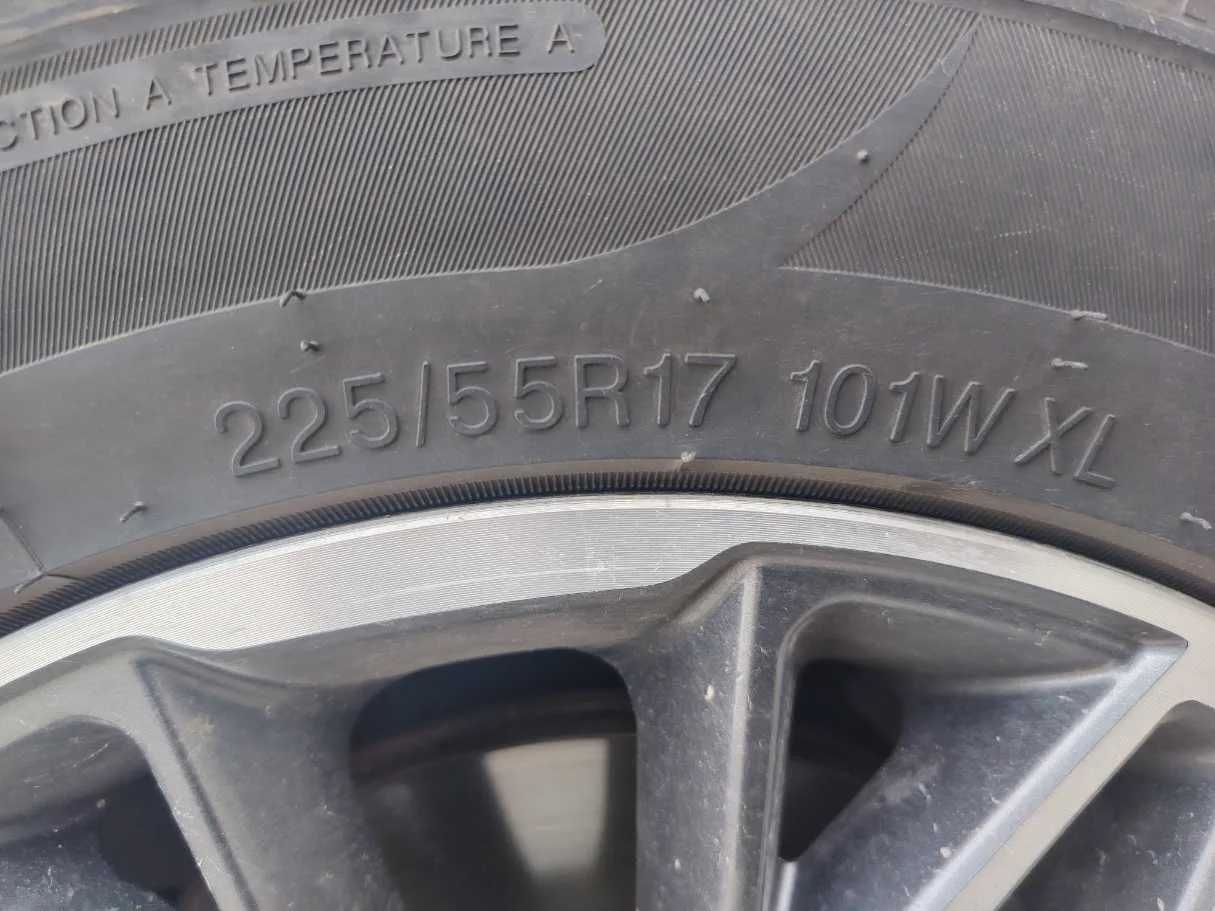 CTION A TEMPERATURE A
225/55R17 101W XL